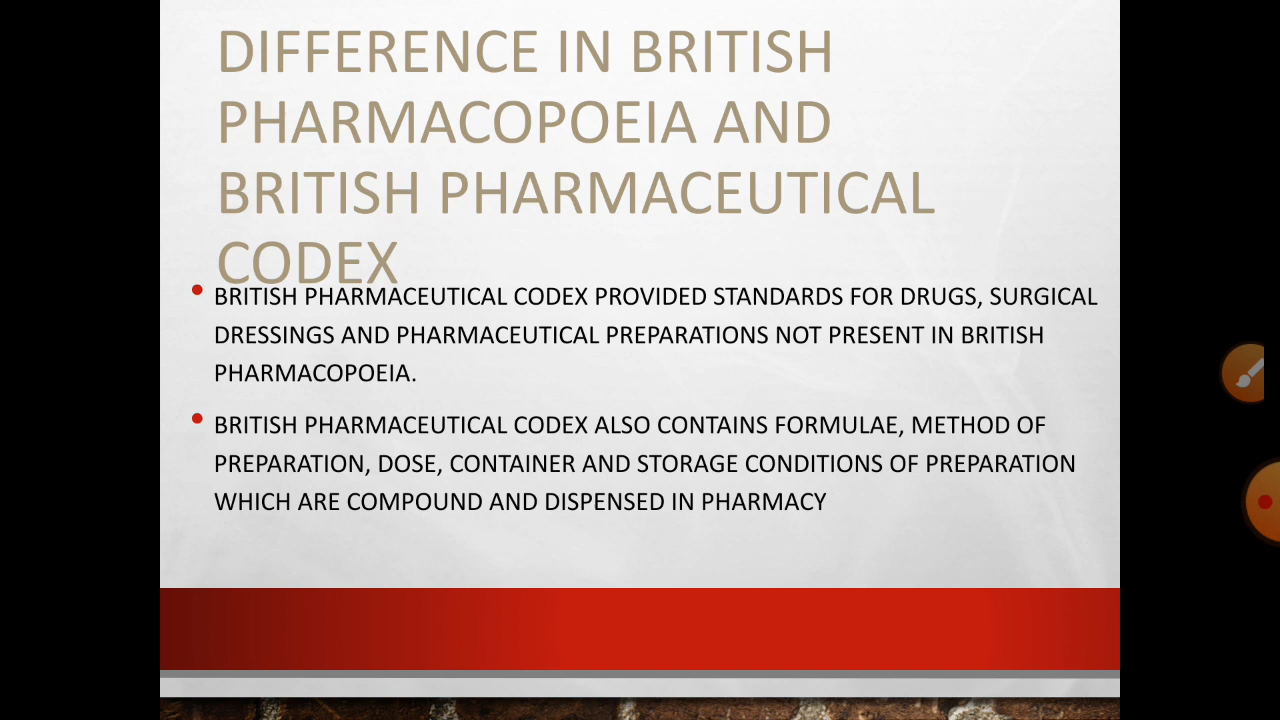 DIFFERENCE IN BRITISH
PHARMACOPOEIA AND
BRITISH PHARMACEUTICAL
CODEX
• BRITISH PHARMACEUTICAL CODEX PROVIDED STANDARDS FOR DRUGS, SURGICAL
DRESSINGS AND PHARMACEUTICAL PREPARATIONS NOT PRESENT IN BRITISH
PHARMACOPOEIA.
• BRITISH PHARMACEUTICAL CODEX ALSO CONTAINS FORMULAE, METHOD OF
PREPARATION, DOSE, CONTAINER AND STORAGE CONDITIONS OF PREPARATION
WHICH ARE COMPOUND AND DISPENSED IN PHARMACY